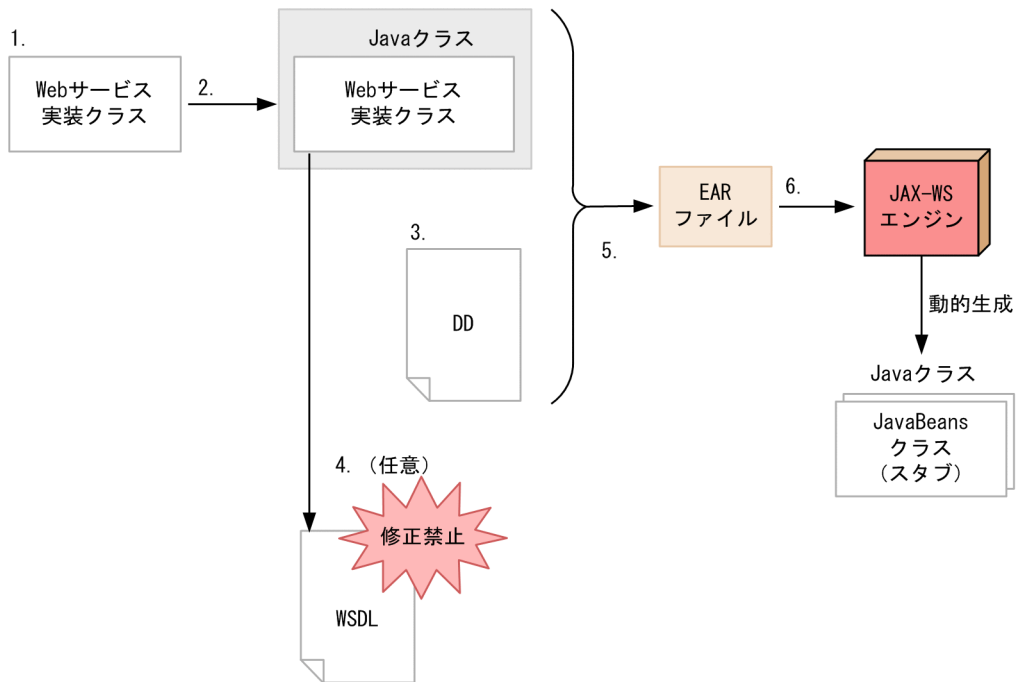 1.
Webサービス
実装クラス
2.
Javaクラス
Webサービス
実装クラス
3.
DD
4. （任意）
修正禁止
WSDL
5.
EAR
ファイル
6.
JAX-WS
エンジン
動的生成
Javaクラス
JavaBeans
クラス
（スタブ）